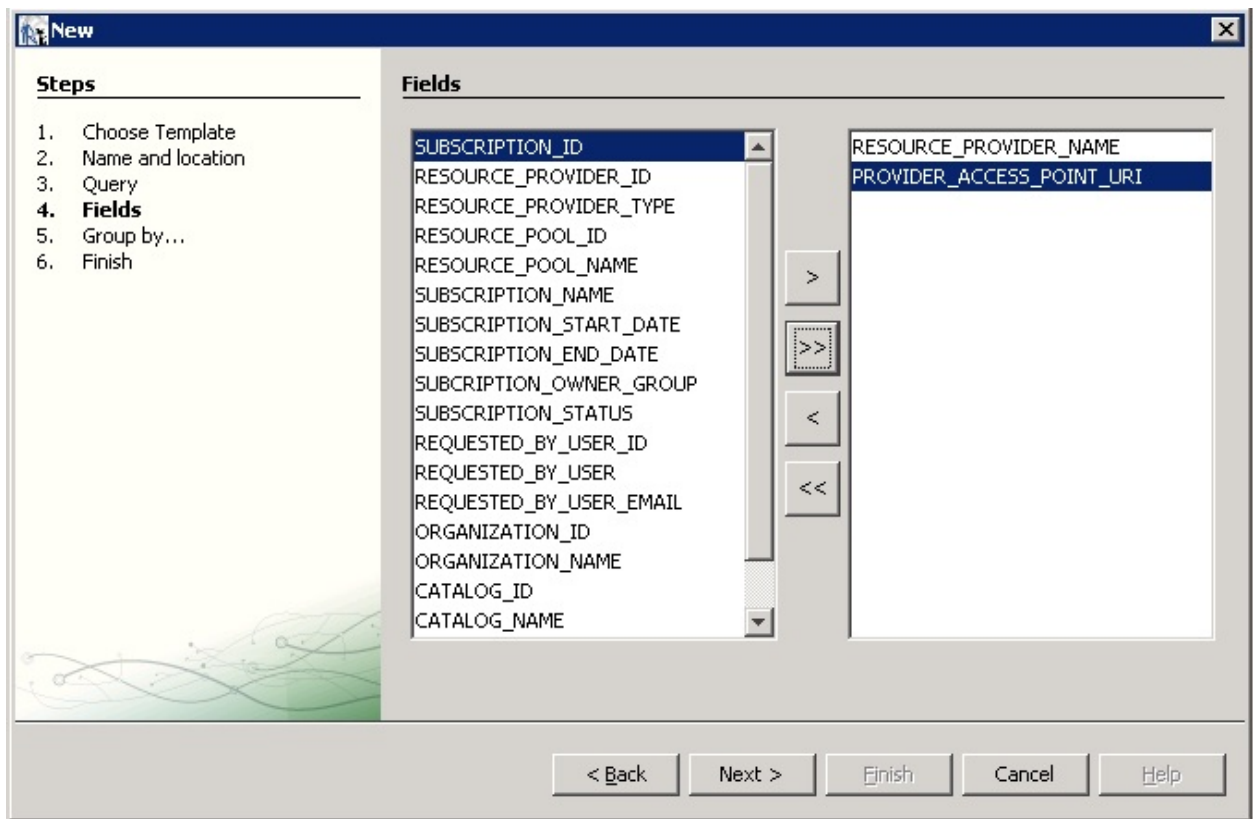 New
Steps
1. Choose Template
2. Name and location
3. Query
4. Fields
5. Group by...
6. Finish
Fields
SUBSCRIPTION_ID
RESOURCE_PROVIDER_ID
RESOURCE_PROVIDER_TYPE
RESOURCE_POOL_ID
RESOURCE_POOL_NAME
SUBSCRIPTION_NAME
SUBSCRIPTION_START_DATE
SUBSCRIPTION_END_DATE
SUBCRIPTION_OWNER_GROUP
SUBSCRIPTION_STATUS
REQUESTED_BY_USER_ID
REQUESTED_BY_USER
REQUESTED_BY_USER_EMAIL
ORGANIZATION_ID
ORGANIZATION_NAME
CATALOG_ID
CATALOG_NAME
>
>>
<
<<
RESOURCE_PROVIDER_NAME
PROVIDER_ACCESS_POINT_URI
< Back Next > Finish Cancel Help